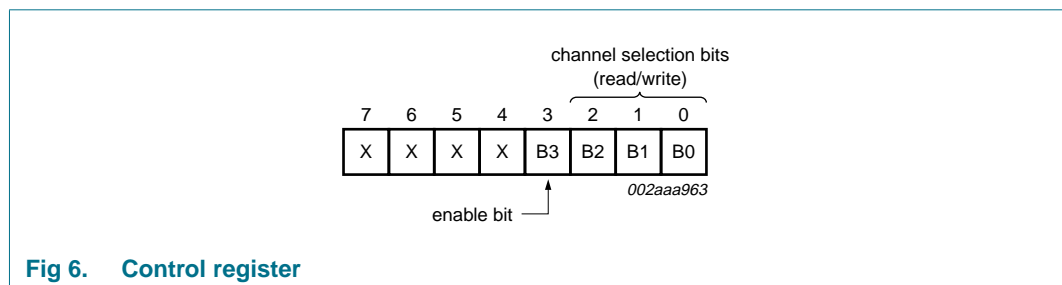 channel selection bits
(read/write)
7 6 5 4 3 2 1 0
X X X X B3 B2 B1 B0
002aaa963
enable bit
Fig 6. Control register